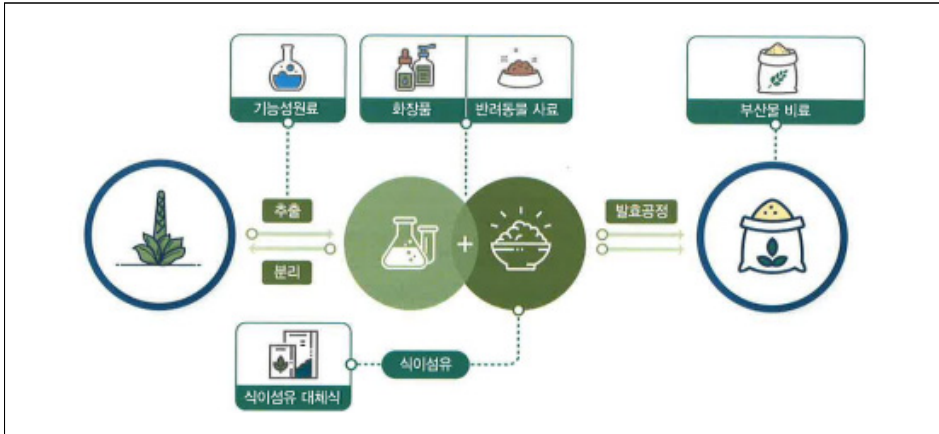 기능성원료
화장품
반려동물 사료
부산물 비료
추출
분리
+
발효공정
식이섬유
식이섬유 대체식